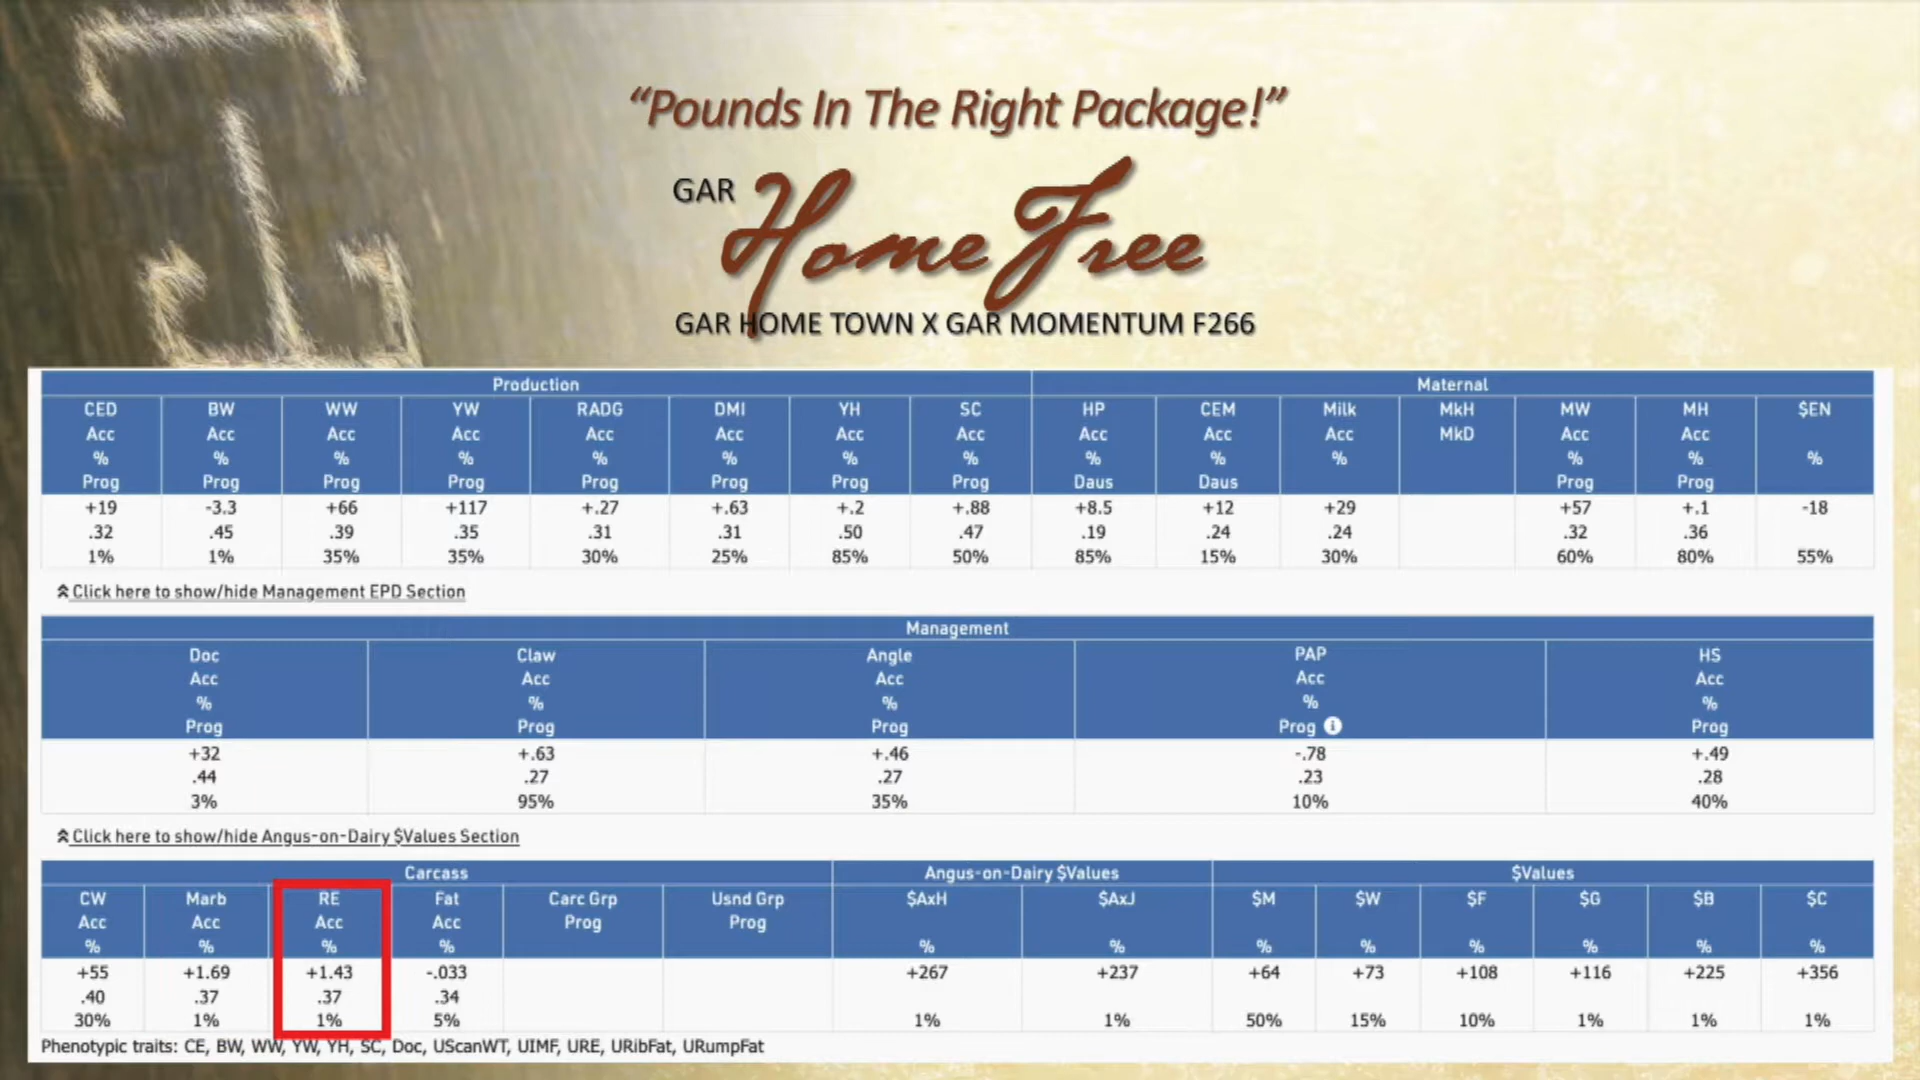 “Pounds In The Right Package!”
GAR Home Free
GAR HOME TOWN X GAR MOMENTUM F266
Production Maternal
CED BW WW YW RADG DMI YH SC HP CEM Milk MkH MW MH $EN
Acc Acc Acc Acc Acc Acc Acc Acc Acc Acc Acc MkD Acc Acc
% % % % % % % % % % % % % %
Prog Prog Prog Prog Prog Prog Prog Prog Daus Daus Prog Prog
+19 -3.3 +66 +117 +.27 +.63 +.2 +.88 +8.5 +12 +29 +57 +.1 -18
.32 .45 .39 .35 .31 .31 .50 .47 .19 .24 .24 .32 .36
1% 1% 35% 35% 30% 25% 85% 50% 85% 15% 30% 60% 80% 55%
Click here to show/hide Management EPD Section
Management
Doc Claw Angle PAP HS
Acc Acc Acc Acc Acc
% % % % %
Prog Prog Prog Prog i Prog
+32 +.63 +.46 -.78 +.49
.44 .27 .27 .23 .28
3% 95% 35% 10% 40%
Click here to show/hide Angus-on-Dairy $Values Section
Carcass Angus-on-Dairy $Values $Values
CW Marb RE Fat Carc Grp Usnd Grp $AxH $AxJ $M $W $F $G $B $C
Acc Acc Acc Acc Prog Prog
% % % % % % % % % % % %
+55 +1.69 +1.43 -.033 +267 +237 +64 +73 +108 +116 +225 +356
.40 .37 .37 .34
30% 1% 1% 5% 1% 1% 50% 15% 10% 1% 1% 1%
Phenotypic traits: CE, BW, WW, YW, YH, SC, Doc, UScanWT, UIMF, URE, URibFat, URumpFat